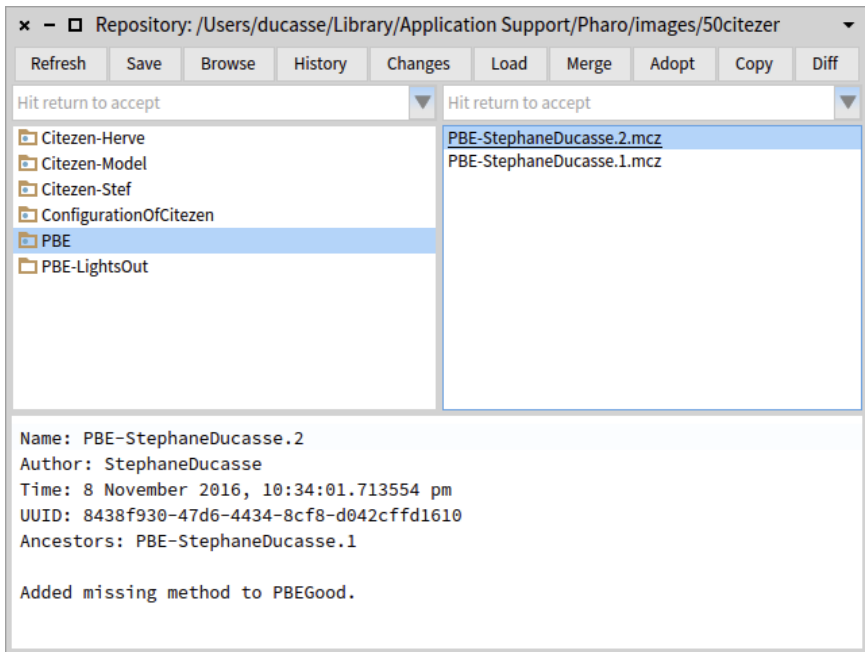 Repository: /Users/ducasse/Library/Application Support/Pharo/images/50citezer
Refresh Save Browse History Changes Load Merge Adopt Copy Diff
Hit return to accept Hit return to accept
Citezen-Herve
Citezen-Model
Citezen-Stef
ConfigurationOfCitezen
PBE
PBE-LightsOut
PBE-StephaneDucasse.2.mcz
PBE-StephaneDucasse.1.mcz
Name: PBE-StephaneDucasse.2
Author: StephaneDucasse
Time: 8 November 2016, 10:34:01.713554 pm
UUID: 8438f930-47d6-4434-8cf8-d042cffd1610
Ancestors: PBE-StephaneDucasse.1
Added missing method to PBEGood.